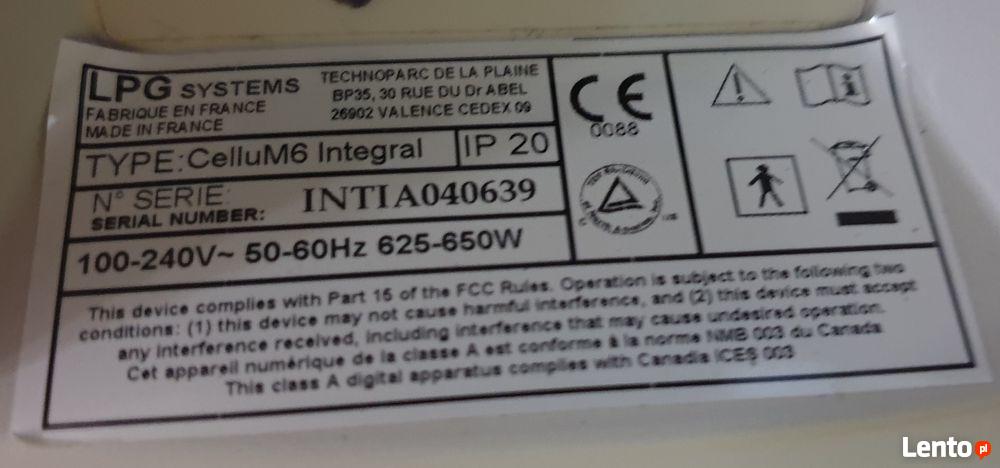 LPG SYSTEMS
FABRIQUE EN FRANCE
MADE IN FRANCE
TECHNOPARC DE LA PLAINE
BP35, 30 RUE DU Dr ABEL
26902 VALENCE CEDEX 09
TYPE: CelluM6 Integral
IP 20
N° SERIE:
SERIAL NUMBER:
INTIA040639
100-240V~ 50-60Hz 625-650W
CE
0088
This device complies with Part 15 of the FCC Rules. Operation is subject to the following two
conditions: (1) this device may not cause harmful interference, and (2) this device must accept
any interference received, including interference that may cause undesired operation.
Cet appareil numérique de la classe A est conforme à la norme NMB 003 du Canada
This class A digital apparatus complies with Canadia ICES 003
Lento.pl